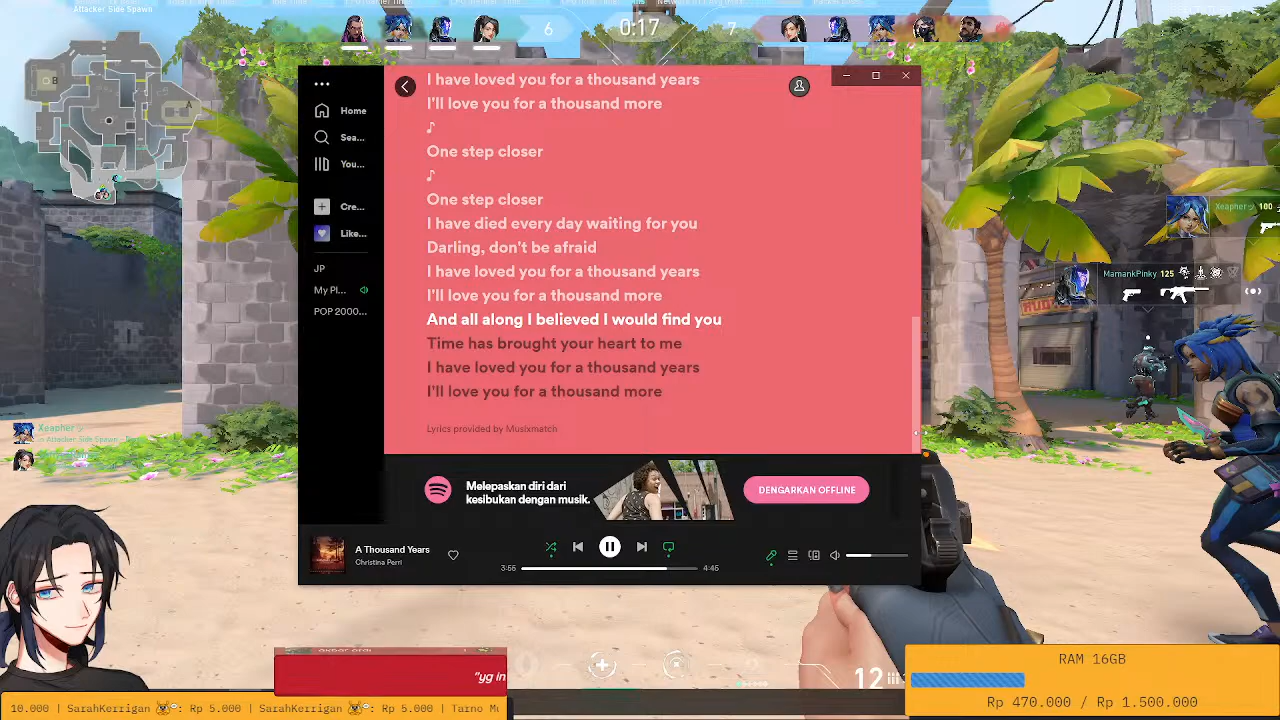 Attacker Side Spawn
6
0:17
7
B
A
Home
Sea...
You...
Cre...
Like...
JP
My Pl...
POP 2000...
I have loved you for a thousand years
I'll love you for a thousand more
♪
One step closer
♪
One step closer
I have died every day waiting for you
Darling, don't be afraid
I have loved you for a thousand years
I'll love you for a thousand more
And all along I believed I would find you
Time has brought your heart to me
I have loved you for a thousand years
I'll love you for a thousand more
Lyrics provided by Musixmatch
Xeapher 100
MamankPinky 125
Xeapher
Attacker Side Spawn
Melepaskan diri dari
kesibukan dengan musik.
DENGARKAN OFFLINE
A Thousand Years
Christina Perri
3:56
4:45
"yg in
12
RAM 16GB
Rp 470.000 / Rp 1.500.000
10.000 | SarahKerrigan : Rp 5.000 | SarahKerrigan : Rp 5.000 | Tarno Mu